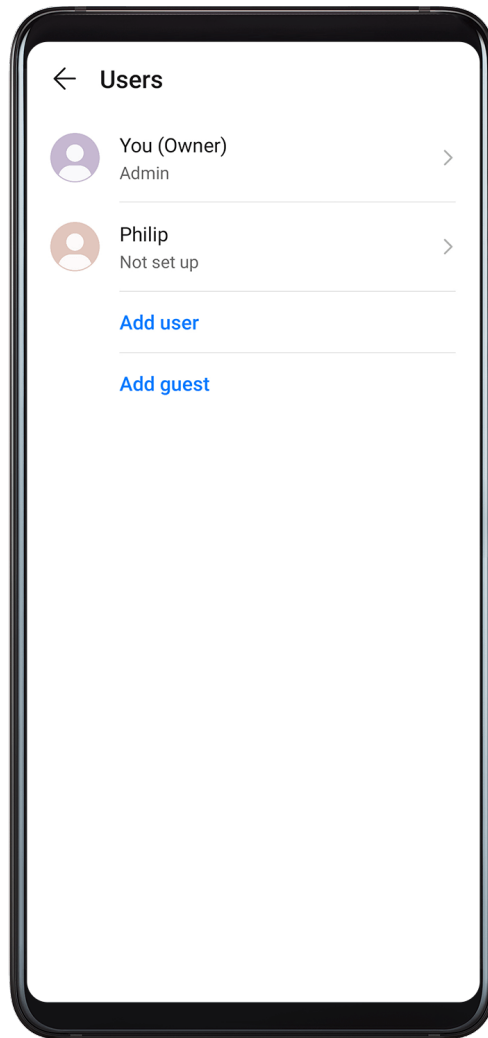 Users
You (Owner)
Admin
Philip
Not set up
Add user
Add guest